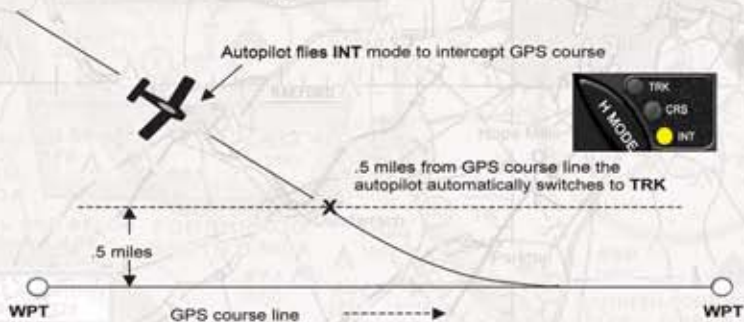 Autopilot flies INT mode to intercept GPS course
TRK
CRS
INT
H MODE
.5 miles from GPS course line the
autopilot automatically switches to TRK
.5 miles
WPT
GPS course line
WPT